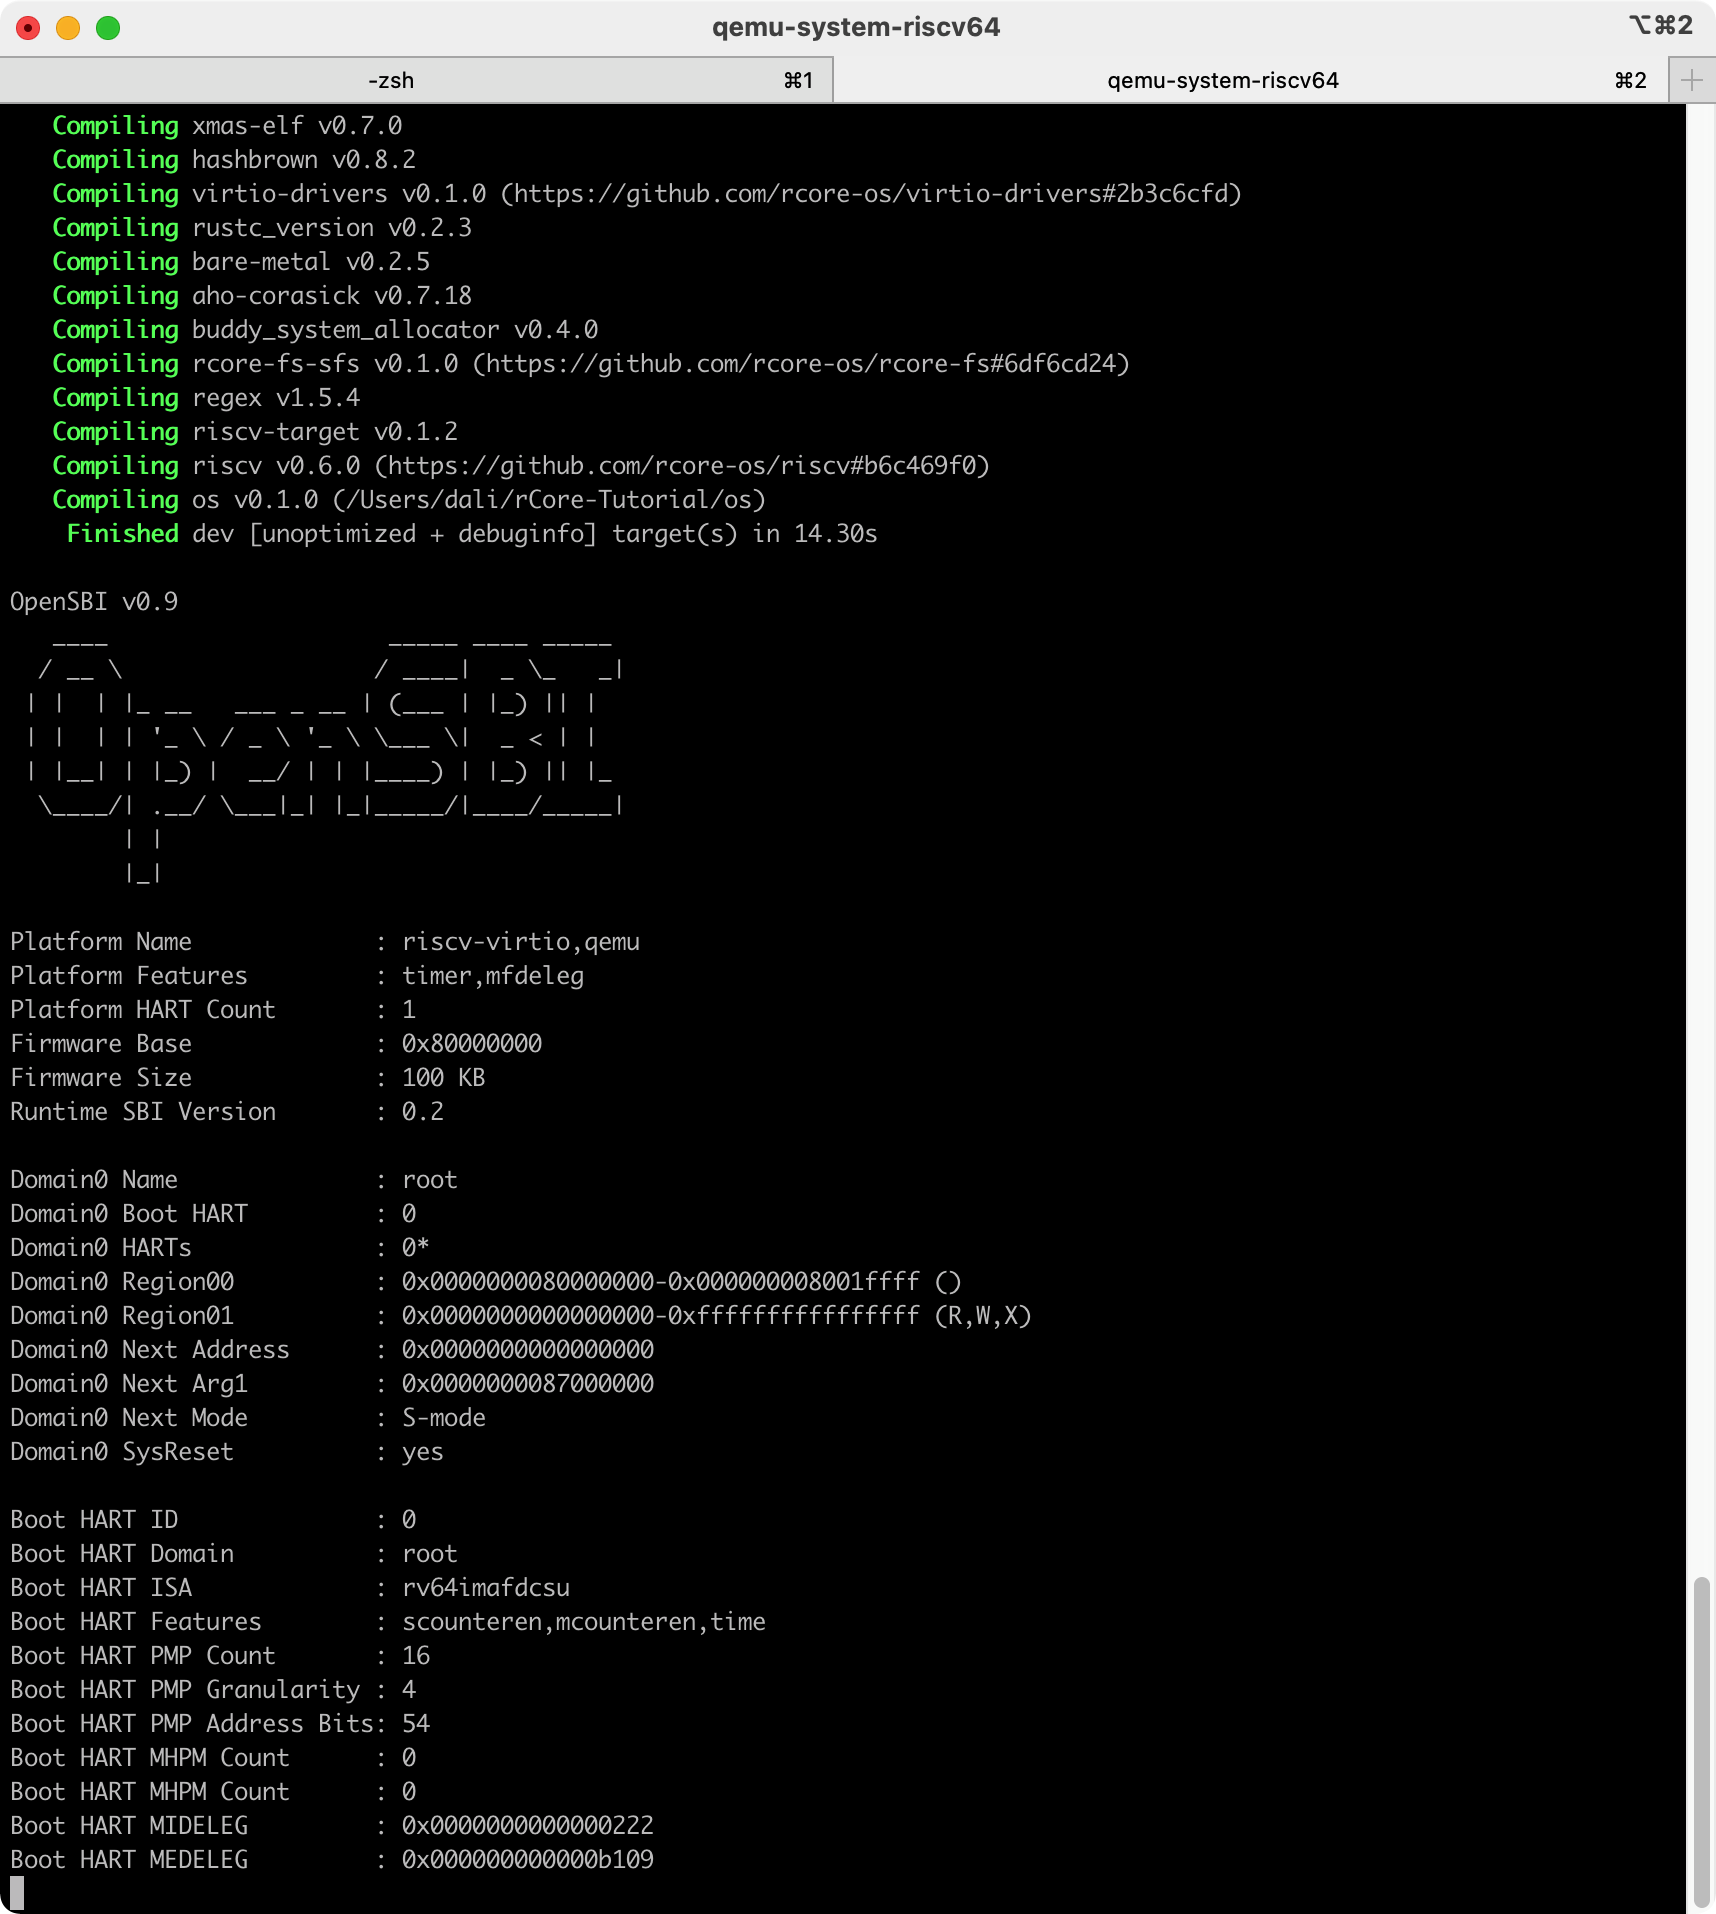 qemu-system-riscv64 ⌥⌘2
-zsh ⌘1 qemu-system-riscv64 ⌘2 +
   Compiling xmas-elf v0.7.0
   Compiling hashbrown v0.8.2
   Compiling virtio-drivers v0.1.0 (https://github.com/rcore-os/virtio-drivers#2b3c6cfd)
   Compiling rustc_version v0.2.3
   Compiling bare-metal v0.2.5
   Compiling aho-corasick v0.7.18
   Compiling buddy_system_allocator v0.4.0
   Compiling rcore-fs-sfs v0.1.0 (https://github.com/rcore-os/rcore-fs#6df6cd24)
   Compiling regex v1.5.4
   Compiling riscv-target v0.1.2
   Compiling riscv v0.6.0 (https://github.com/rcore-os/riscv#b6c469f0)
   Compiling os v0.1.0 (/Users/dali/rCore-Tutorial/os)
    Finished dev [unoptimized + debuginfo] target(s) in 14.30s

OpenSBI v0.9
   ____                    _____ ____ _____
  / __ \                  / ____|  _ \_   _|
 | |  | |_ __   ___ _ __ | (___ | |_) || |
 | |  | | '_ \ / _ \ '_ \ \___ \|  _ < | |
 | |__| | |_) |  __/ | | |____) | |_) || |_
  \____/| .__/ \___|_| |_|_____/|____/_____|
        | |
        |_|

Platform Name             : riscv-virtio,qemu
Platform Features         : timer,mfdeleg
Platform HART Count       : 1
Firmware Base             : 0x80000000
Firmware Size             : 100 KB
Runtime SBI Version       : 0.2

Domain0 Name              : root
Domain0 Boot HART         : 0
Domain0 HARTs             : 0*
Domain0 Region00          : 0x0000000080000000-0x000000008001ffff ()
Domain0 Region01          : 0x0000000000000000-0xffffffffffffffff (R,W,X)
Domain0 Next Address      : 0x0000000000000000
Domain0 Next Arg1         : 0x0000000087000000
Domain0 Next Mode         : S-mode
Domain0 SysReset          : yes

Boot HART ID              : 0
Boot HART Domain          : root
Boot HART ISA             : rv64imafdcsu
Boot HART Features        : scounteren,mcounteren,time
Boot HART PMP Count       : 16
Boot HART PMP Granularity : 4
Boot HART PMP Address Bits: 54
Boot HART MHPM Count      : 0
Boot HART MHPM Count      : 0
Boot HART MIDELEG         : 0x0000000000000222
Boot HART MEDELEG         : 0x000000000000b109